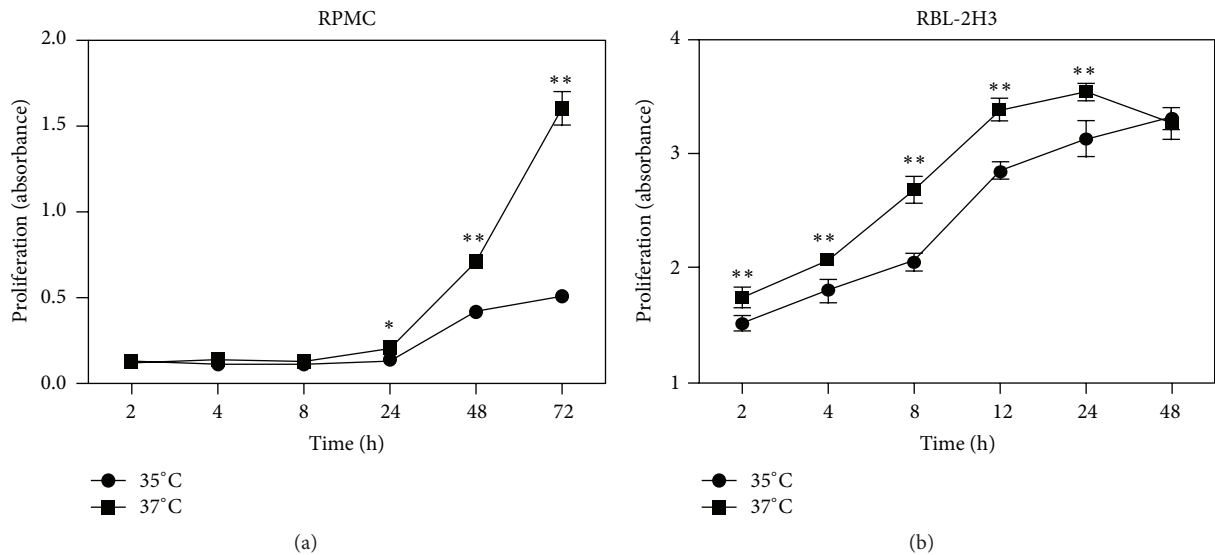 RPMC
2.0
1.5
1.0
0.5
0.0
Proliferation (absorbance)
*
**
**
2 4 8 24 48 72
Time (h)
35°C
37°C
(a)
RBL-2H3
4
3
2
1
Proliferation (absorbance)
**
**
**
**
**
2 4 8 12 24 48
Time (h)
35°C
37°C
(b)